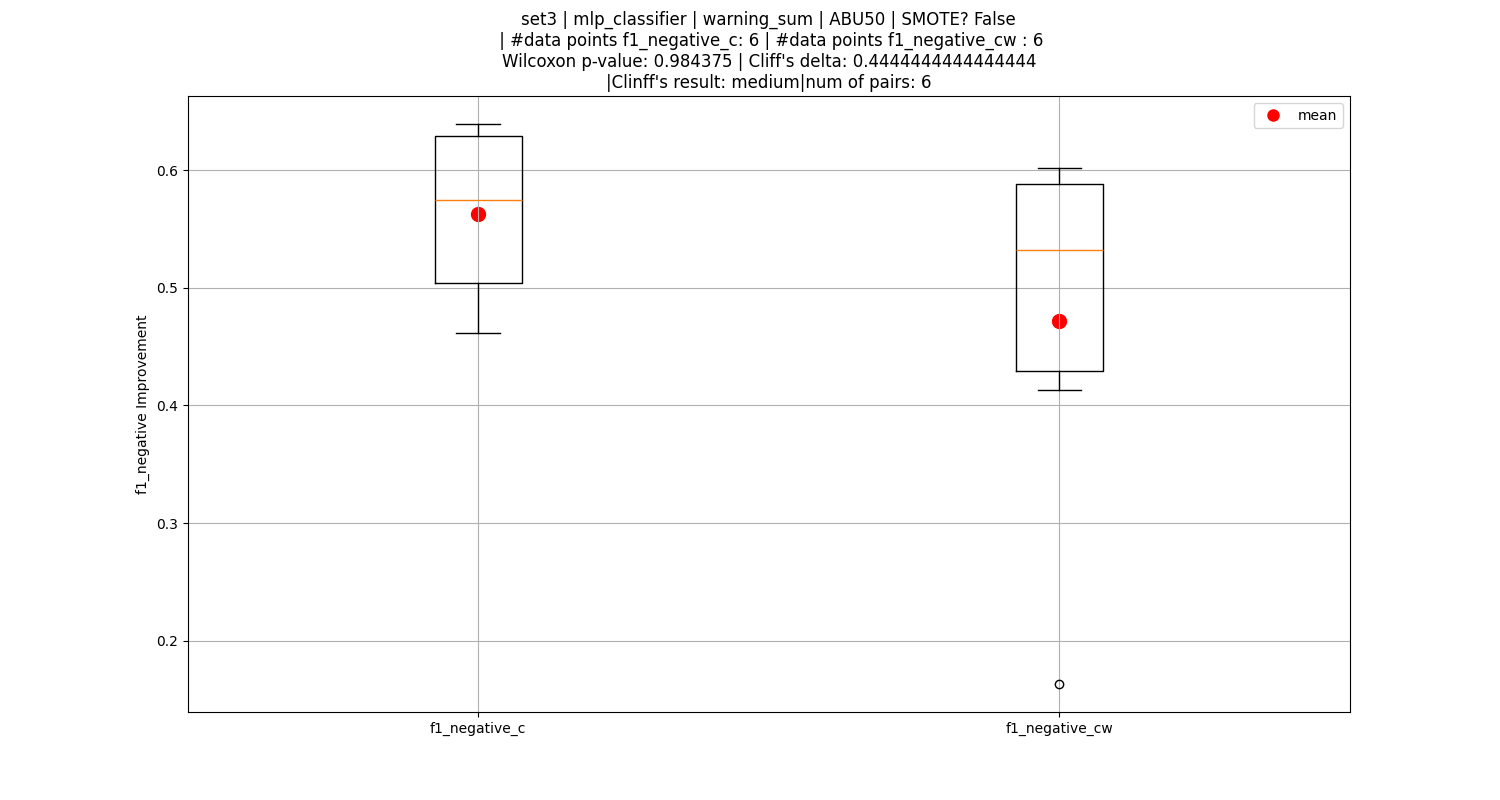 set3 | mlp_classifier | warning_sum | ABU50 | SMOTE? False
| #data points f1_negative_c: 6 | #data points f1_negative_cw : 6
Wilcoxon p-value: 0.984375 | Cliff's delta: 0.4444444444444444
|Clinff's result: medium|num of pairs: 6
mean
0.6
0.5
0.4
0.3
0.2
f1_negative Improvement
f1_negative_c
f1_negative_cw